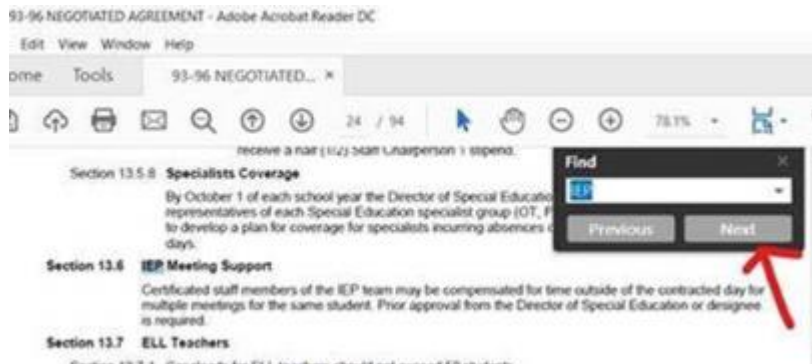 93-96 NEGOTIATED AGREEMENT - Adobe Acrobat Reader DC
Edit View Window Help
ome Tools 93-96 NEGOTIATED... ×
24 / 94 78.1%
receive a half (1/2) Staff Chairperson 1 stipend.
Find
Section 13.5.8 Specialists Coverage
IEP
By October 1 of each school year the Director of Special Educatio
representatives of each Special Education specialist group (OT, P
Previous Next
to develop a plan for coverage for specialists incurring absences o
days.
Section 13.6 IEP Meeting Support
Certificated staff members of the IEP team may be compensated for time outside of the contracted day for
multiple meetings for the same student. Prior approval from the Director of Special Education or designee
is required.
Section 13.7 ELL Teachers